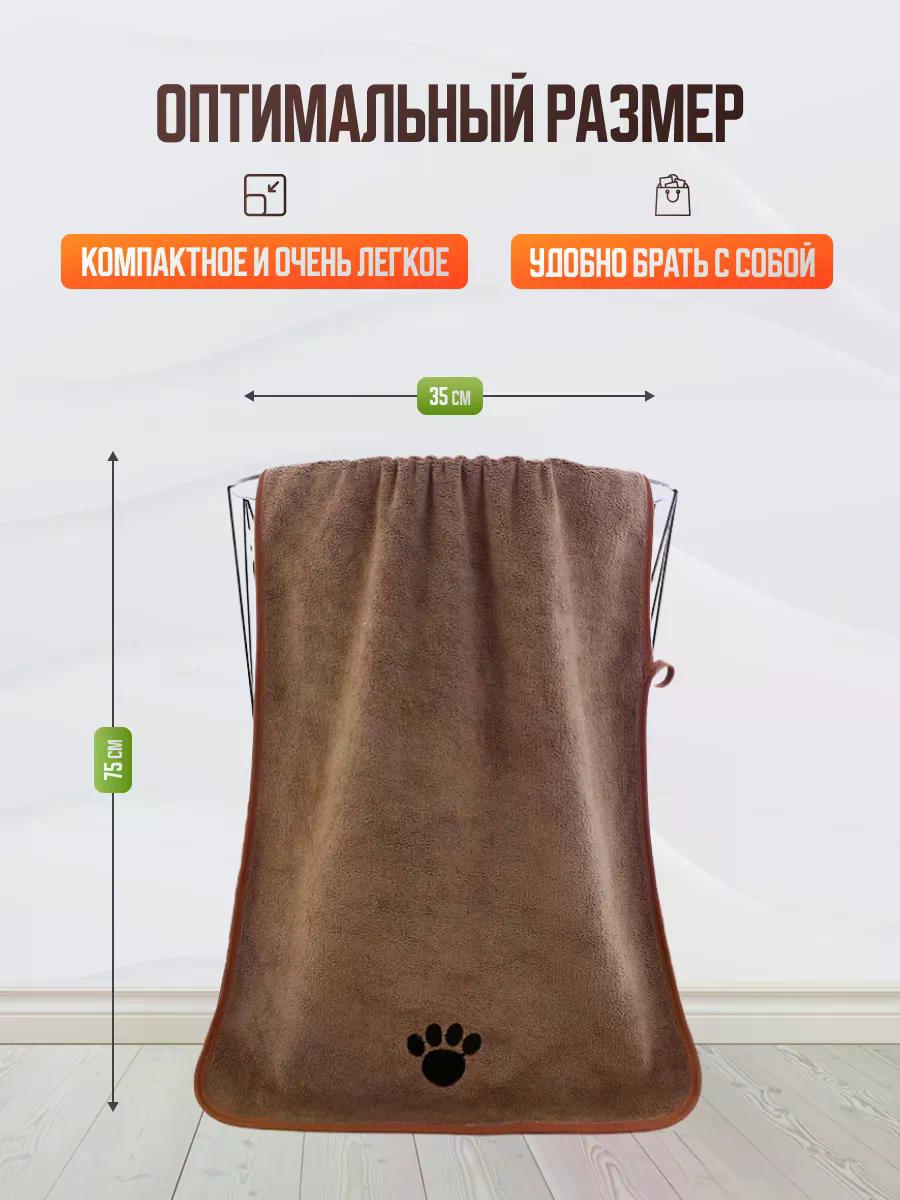 ОПТИМАЛЬНЫЙ РАЗМЕР
КОМПАКТНОЕ И ОЧЕНЬ ЛЕГКОЕ
УДОБНО БРАТЬ С СОБОЙ
35 СМ
75 СМ